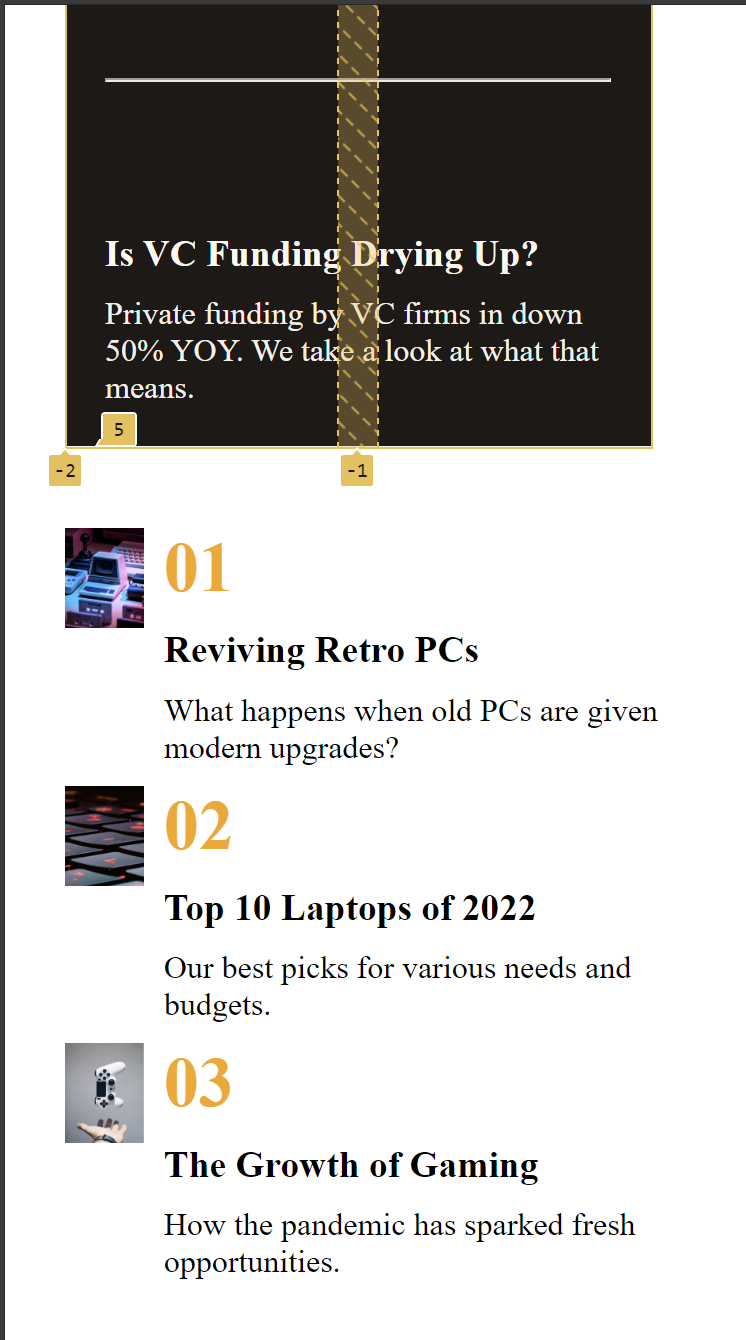 Is VC Funding Drying Up?
Private funding by VC firms in down
50% YOY. We take a look at what that
means.
5
-2
-1
01
Reviving Retro PCs
What happens when old PCs are given
modern upgrades?
02
Top 10 Laptops of 2022
Our best picks for various needs and
budgets.
03
The Growth of Gaming
How the pandemic has sparked fresh
opportunities.